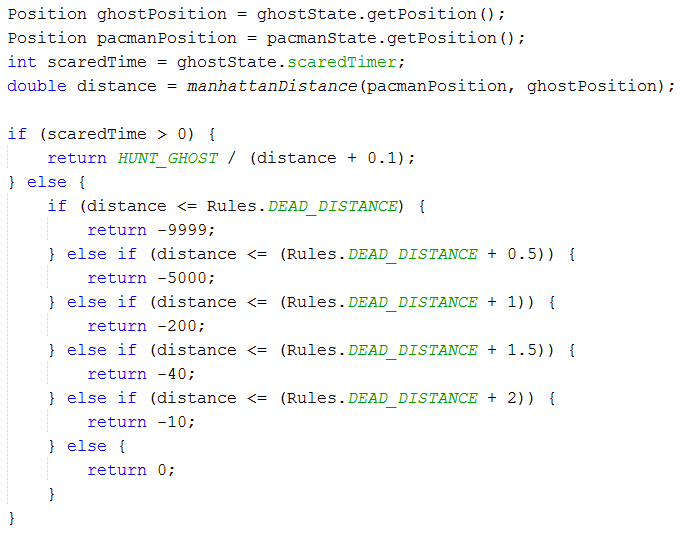 Position ghostPosition = ghostState.getPosition();
Position pacmanPosition = pacmanState.getPosition();
int scaredTime = ghostState.scaredTimer;
double distance = manhattanDistance(pacmanPosition, ghostPosition);
if (scaredTime > 0) {
return HUNT_GHOST / (distance + 0.1);
} else {
if (distance <= Rules.DEAD_DISTANCE) {
return -9999;
} else if (distance <= (Rules.DEAD_DISTANCE + 0.5)) {
return -5000;
} else if (distance <= (Rules.DEAD_DISTANCE + 1)) {
return -200;
} else if (distance <= (Rules.DEAD_DISTANCE + 1.5)) {
return -40;
} else if (distance <= (Rules.DEAD_DISTANCE + 2)) {
return -10;
} else {
return 0;
}
}